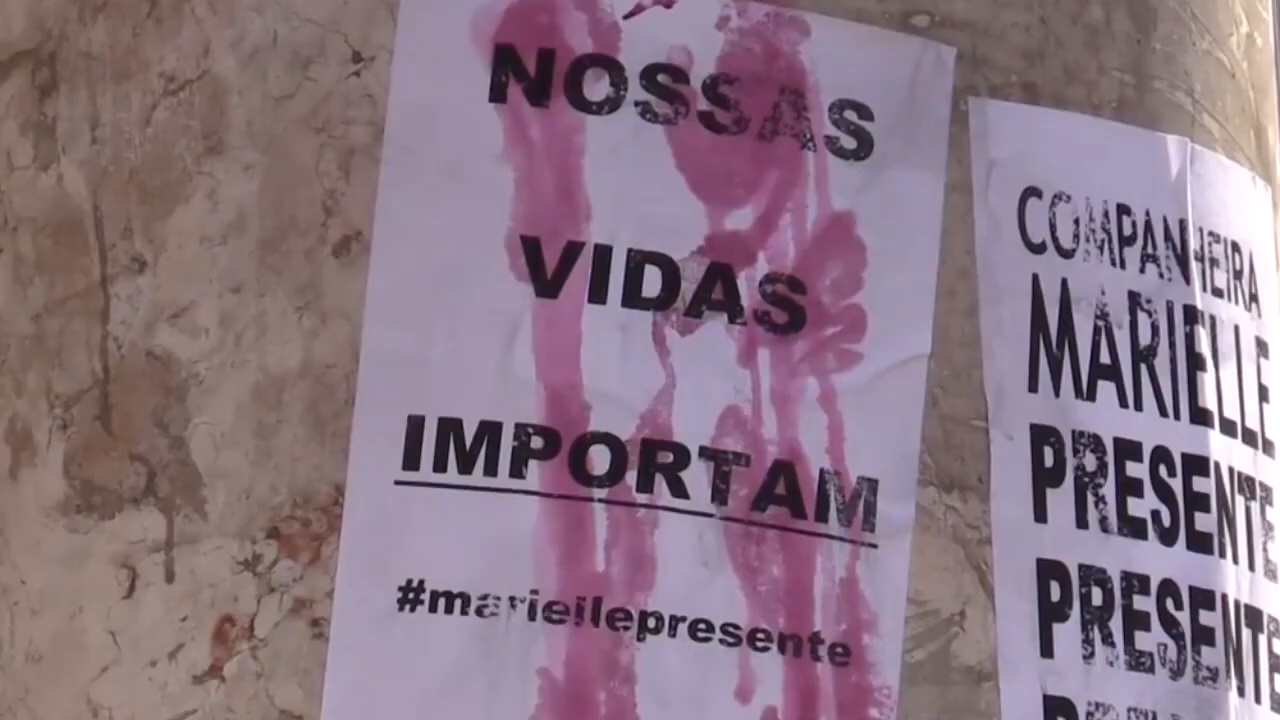 NOSSAS
VIDAS
IMPORTAM
#mariellepresente
COMPANHEIRA
MARIELLE
PRESENTE
PRESENTE